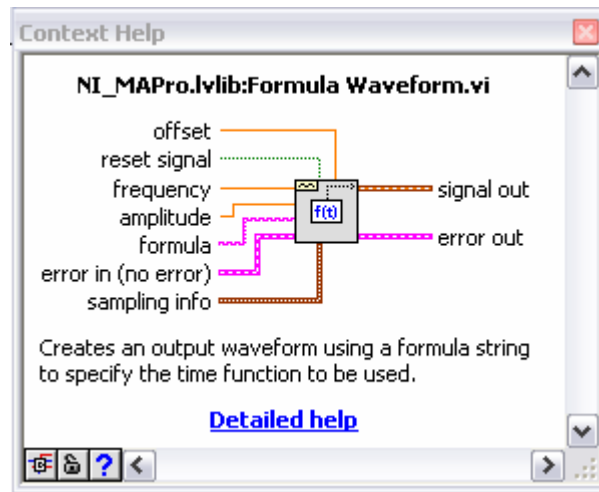 Context Help
NI_MAPro.lvlib:Formula Waveform.vi
offset
reset signal
frequency
amplitude
formula
error in (no error)
sampling info
f(t)
signal out
error out
Creates an output waveform using a formula string
to specify the time function to be used.
Detailed help
?